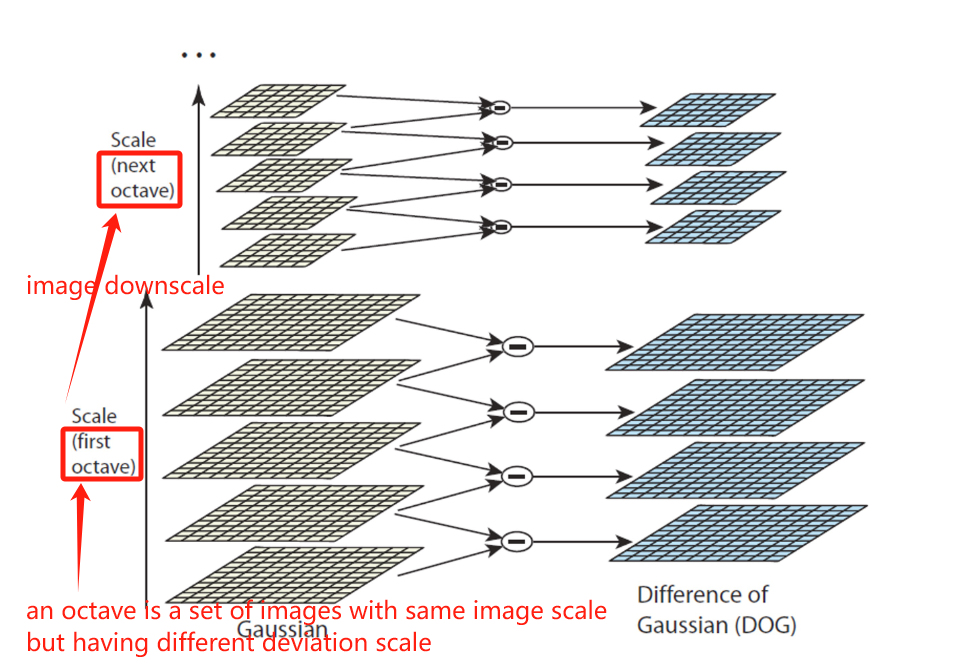 ...
Scale
(next
octave)
image downscale
Scale
(first
octave)
an octave is a set of images with same image scale
but having different deviation scale
Gaussian
Difference of
Gaussian (DOG)